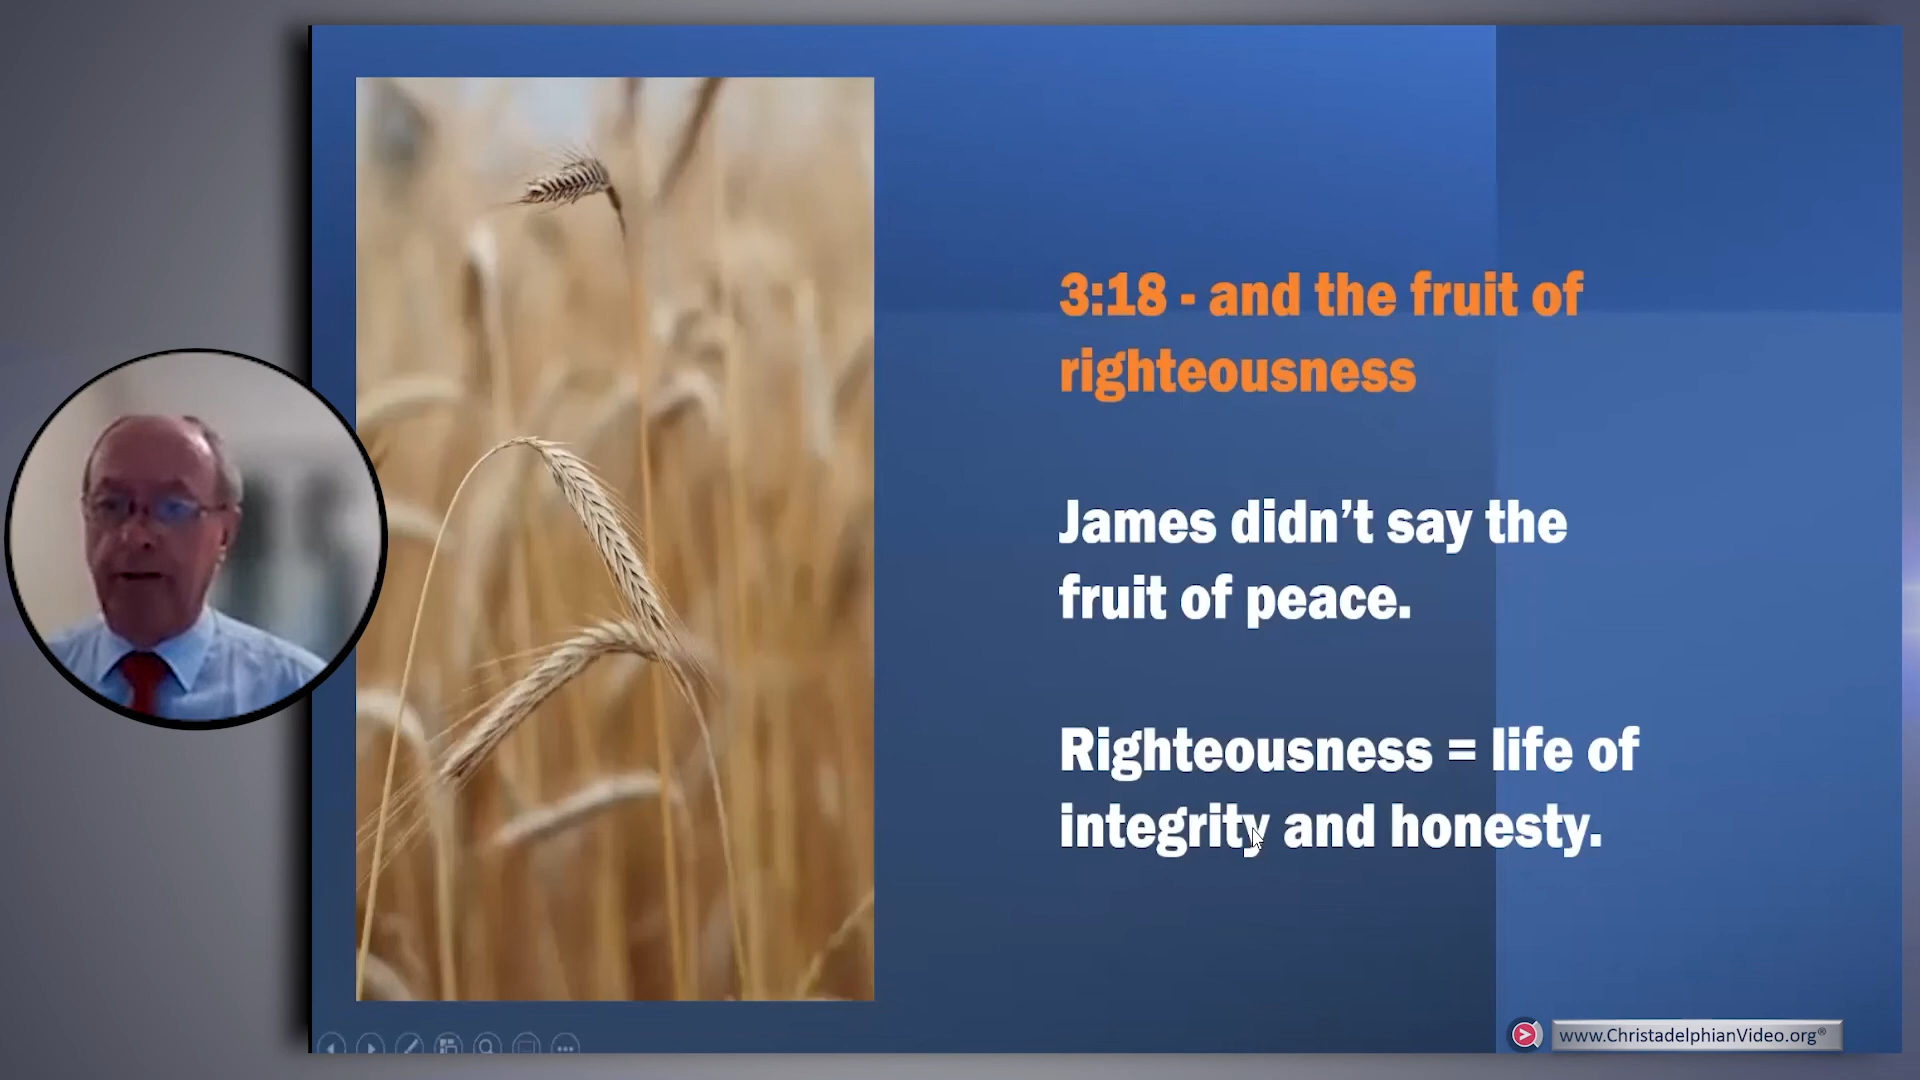 3:18 - and the fruit of
righteousness
James didn’t say the
fruit of peace.
Righteousness = life of
integrity and honesty.
www.ChristadelphianVideo.org®